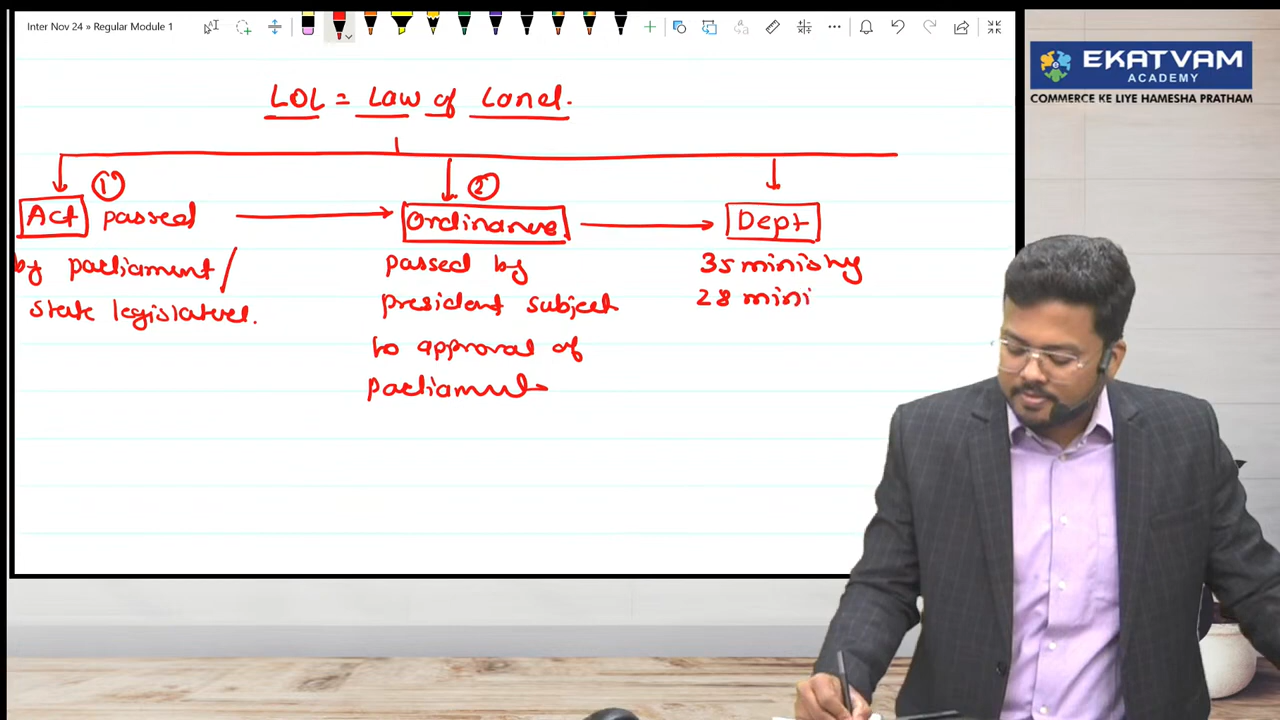 Inter Nov 24 » Regular Module 1
EKATVAM
ACADEMY
COMMERCE KE LIYE HAMESHA PRATHAM
LOL = Law of Land.
① ②
Act passed
by parliament/
state legislature.
Ordinance
passed by
president subject
to approval of
parliament
Dept
35 ministry
28 mini